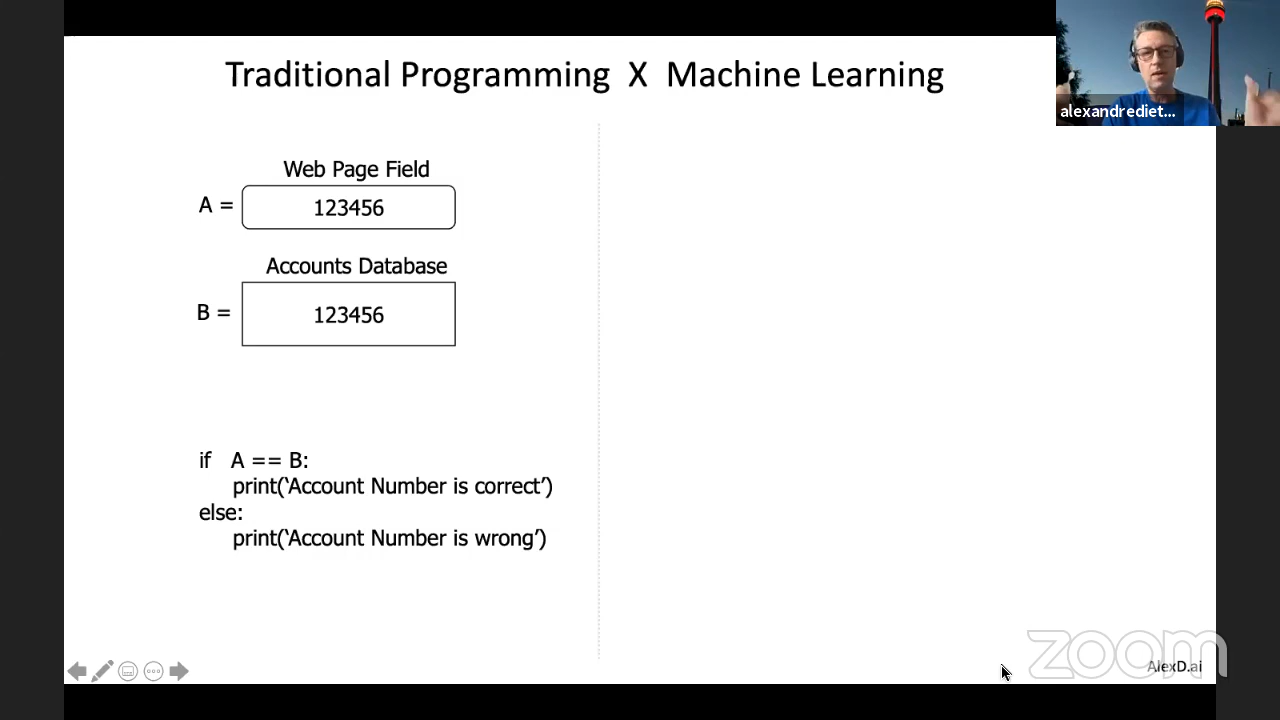 Traditional Programming X Machine Learning
alexandrediet...
Web Page Field
A = 123456
Accounts Database
B = 123456
if A == B:
print(‘Account Number is correct’)
else:
print(‘Account Number is wrong’)
zoom
AlexD.ai